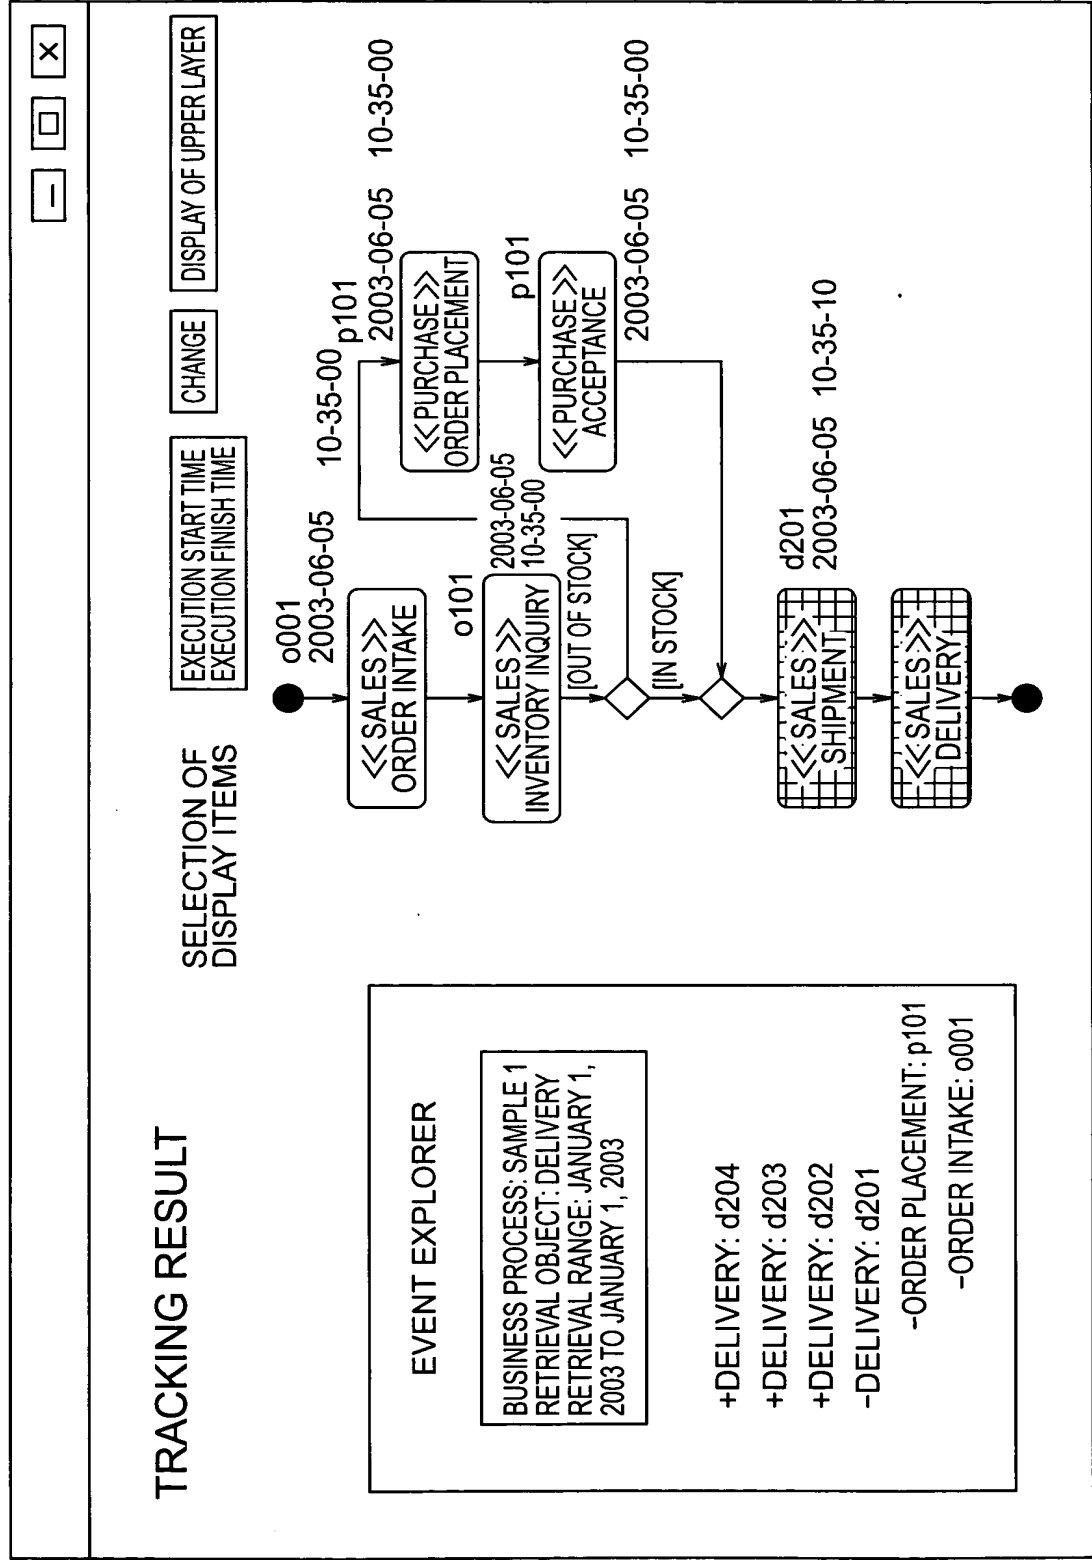 TRACKING RESULT
SELECTION OF
DISPLAY ITEMS
EXECUTION START TIME
EXECUTION FINISH TIME
CHANGE
DISPLAY OF UPPER LAYER
EVENT EXPLORER
BUSINESS PROCESS: SAMPLE 1
RETRIEVAL OBJECT: DELIVERY
RETRIEVAL RANGE: JANUARY 1,
2003 TO JANUARY 1, 2003
+DELIVERY: d204
+DELIVERY: d203
+DELIVERY: d202
−DELIVERY: d201
−ORDER PLACEMENT: p101
−ORDER INTAKE: o001
o001
2003-06-05 10-35-00
<<SALES>>
ORDER INTAKE
o101
2003-06-05
10-35-00
<<SALES>>
INVENTORY INQUIRY
[OUT OF STOCK]
[IN STOCK]
p101
2003-06-05 10-35-00
<<PURCHASE>>
ORDER PLACEMENT
p101
<<PURCHASE>>
ACCEPTANCE
2003-06-05 10-35-00
d201
2003-06-05 10-35-10
<<SALES>>
SHIPMENT
<<SALES>>
DELIVERY